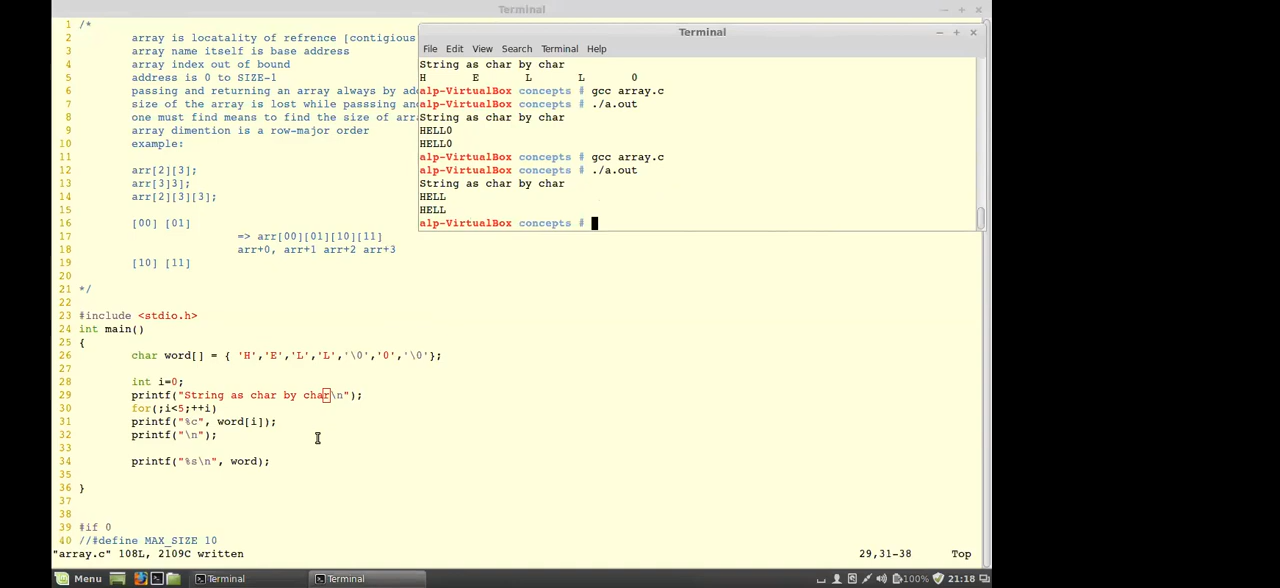 Terminal
1 /*
2 array is locatality of refrence [contigious
3 array name itself is base address
4 array index out of bound
5 address is 0 to SIZE-1
6 passing and returning an array always by
7 size of the array is lost while passsing
8 one must find means to find the size of
9 array dimention is a row-major order
10 example:
11
12 arr[2][3];
13 arr[3]3];
14 arr[2][3][3];
15
16 [00] [01]
17 => arr[00][01][10][11]
18 arr+0, arr+1 arr+2 arr+3
19 [10] [11]
20
21 */
22
23 #include <stdio.h>
24 int main()
25 {
26 char word[] = { 'H','E','L','L','\0','0','\0'};
27
28 int i=0;
29 printf("String as char by char\n");
30 for(;i<5;++i)
31 printf("%c", word[i]);
32 printf("\n");
33
34 printf("%s\n", word);
35
36 }
37
38
39 #if 0
40 //#define MAX_SIZE 10
"array.c" 108L, 2109C written 29,31-38 Top
Terminal
File Edit View Search Terminal Help
String as char by char
H E L L 0
alp-VirtualBox concepts # gcc array.c
alp-VirtualBox concepts # ./a.out
String as char by char
HELL0
HELL0
alp-VirtualBox concepts # gcc array.c
alp-VirtualBox concepts # ./a.out
String as char by char
HELL
HELL
alp-VirtualBox concepts #
Menu Terminal Terminal 100% 21:18